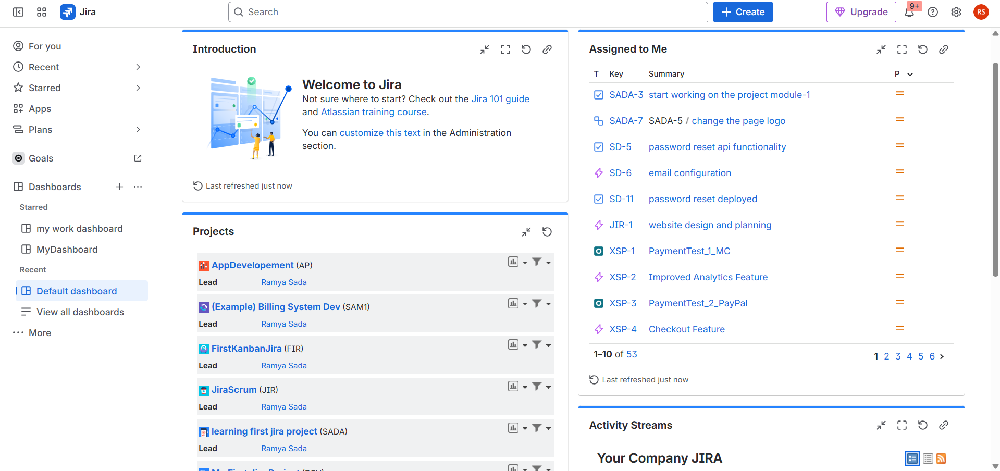 Jira
Search
Create
Upgrade
9+
RS
For you
Recent
Starred
Apps
Plans
Goals
Dashboards
Starred
my work dashboard
MyDashboard
Recent
Default dashboard
View all dashboards
More
Introduction
Welcome to Jira
Not sure where to start? Check out the Jira 101 guide
and Atlassian training course.
You can customize this text in the Administration
section.
Last refreshed just now
Projects
AppDevelopement (AP)
Lead Ramya Sada
(Example) Billing System Dev (SAM1)
Lead Ramya Sada
FirstKanbanJira (FIR)
Lead Ramya Sada
JiraScrum (JIR)
Lead Ramya Sada
learning first jira project (SADA)
Lead Ramya Sada
Assigned to Me
T Key Summary P
SADA-3 start working on the project module-1
SADA-7 SADA-5 / change the page logo
SD-5 password reset api functionality
SD-6 email configuration
SD-11 password reset deployed
JIR-1 website design and planning
XSP-1 PaymentTest_1_MC
XSP-2 Improved Analytics Feature
XSP-3 PaymentTest_2_PayPal
XSP-4 Checkout Feature
1–10 of 53
1 2 3 4 5 6
Last refreshed just now
Activity Streams
Your Company JIRA